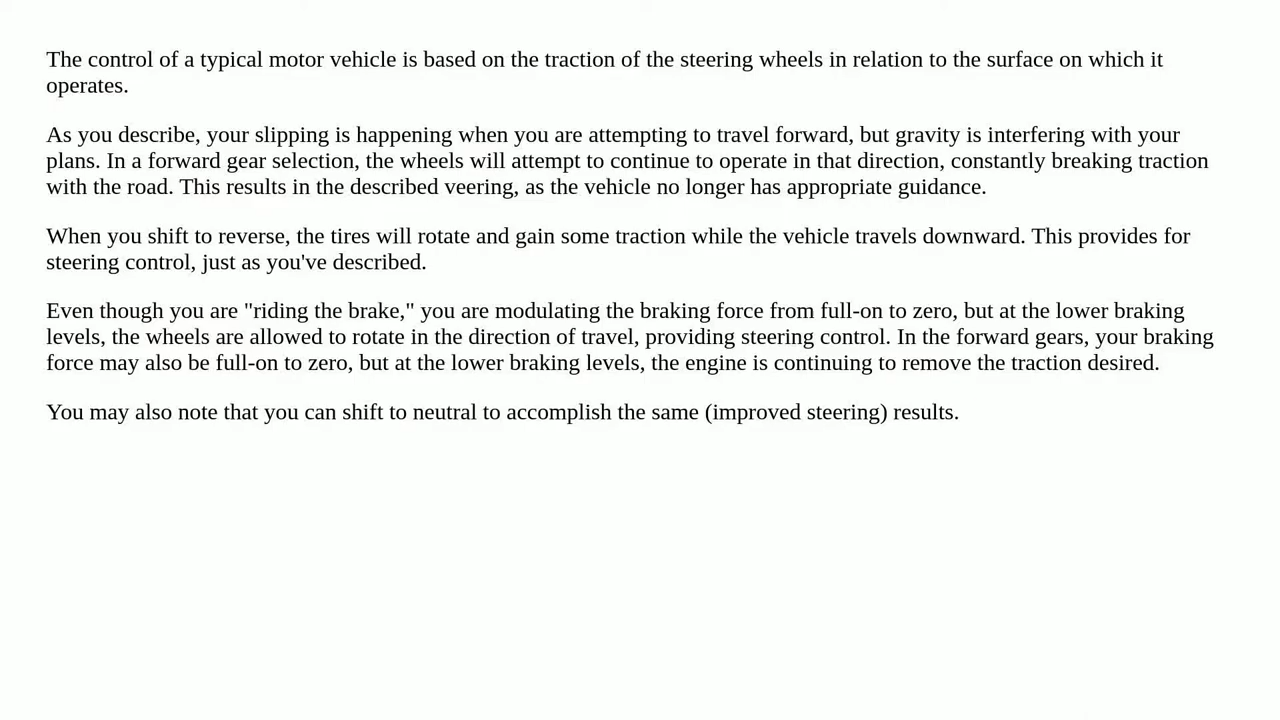 The control of a typical motor vehicle is based on the traction of the steering wheels in relation to the surface on which it
operates.
As you describe, your slipping is happening when you are attempting to travel forward, but gravity is interfering with your
plans. In a forward gear selection, the wheels will attempt to continue to operate in that direction, constantly breaking traction
with the road. This results in the described veering, as the vehicle no longer has appropriate guidance.
When you shift to reverse, the tires will rotate and gain some traction while the vehicle travels downward. This provides for
steering control, just as you've described.
Even though you are "riding the brake," you are modulating the braking force from full-on to zero, but at the lower braking
levels, the wheels are allowed to rotate in the direction of travel, providing steering control. In the forward gears, your braking
force may also be full-on to zero, but at the lower braking levels, the engine is continuing to remove the traction desired.
You may also note that you can shift to neutral to accomplish the same (improved steering) results.